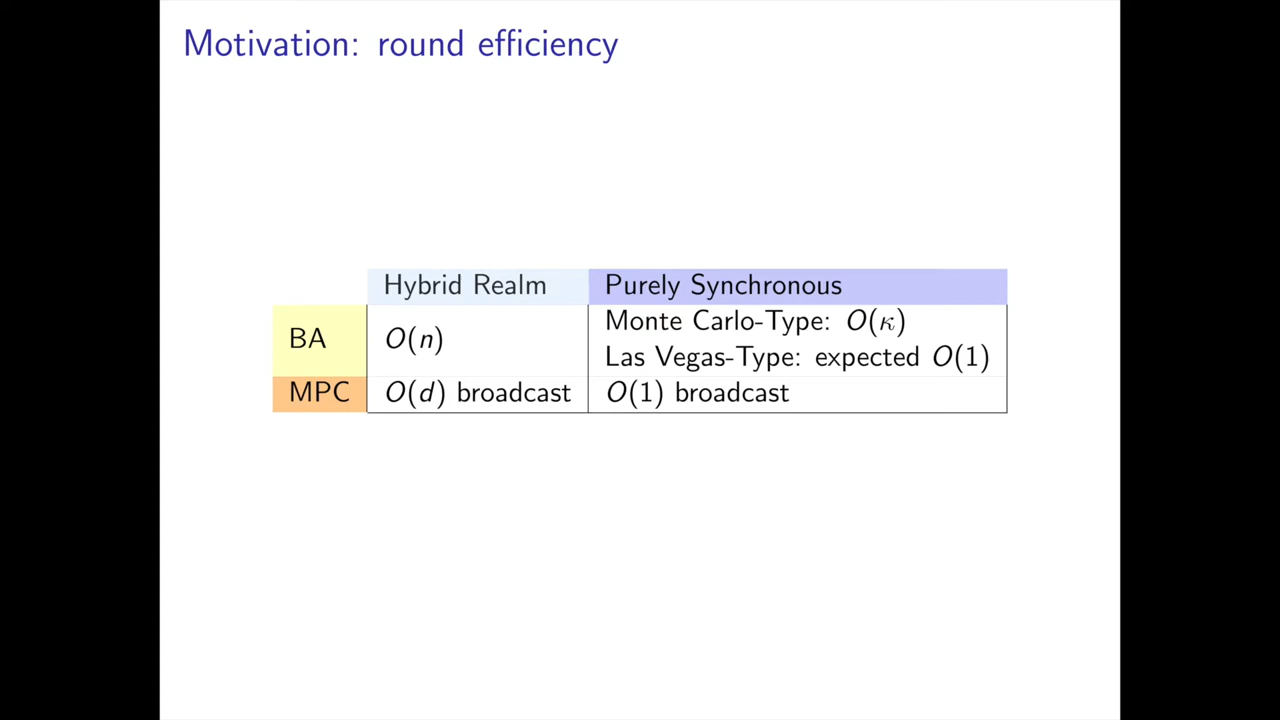 Motivation: round efficiency
Hybrid Realm Purely Synchronous
BA O(n) Monte Carlo-Type: O(κ)
Las Vegas-Type: expected O(1)
MPC O(d) broadcast O(1) broadcast